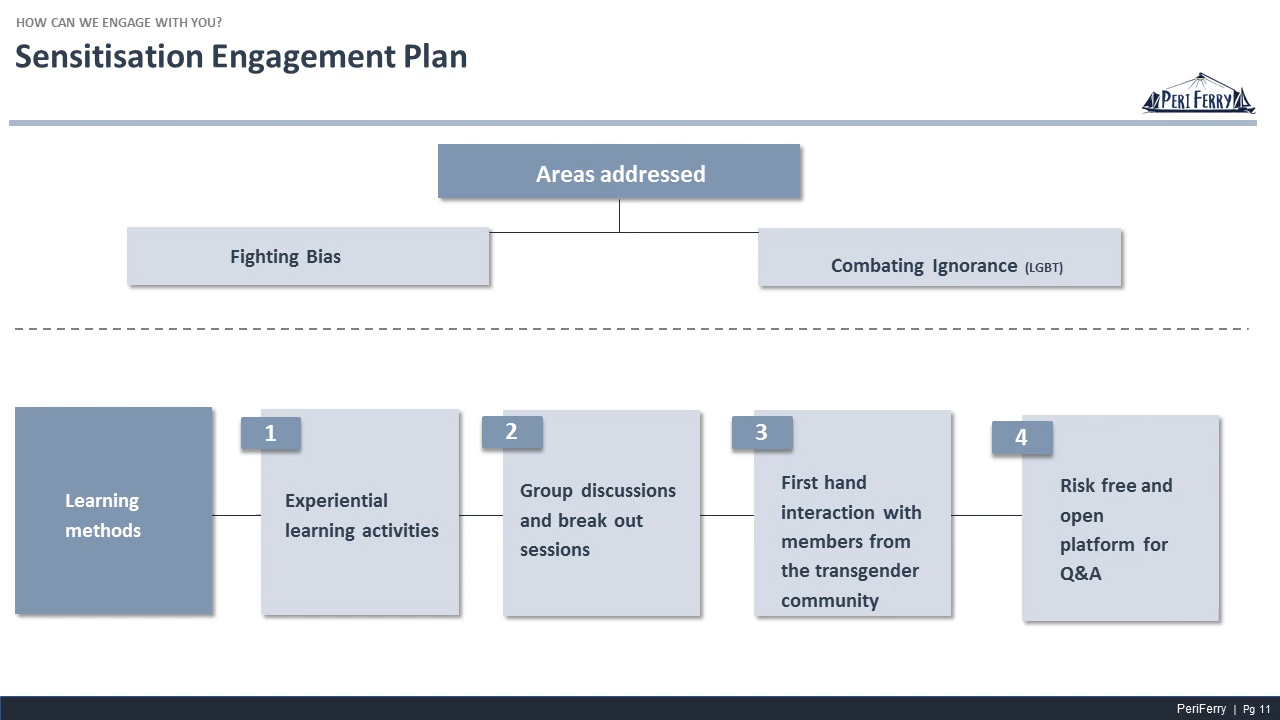 HOW CAN WE ENGAGE WITH YOU?
Sensitisation Engagement Plan
PERI FERRY
Areas addressed
Fighting Bias
Combating Ignorance (LGBT)
Learning
methods
1
Experiential
learning activities
2
Group discussions
and break out
sessions
3
First hand
interaction with
members from
the transgender
community
4
Risk free and
open
platform for
Q&A
PeriFerry | Pg 11